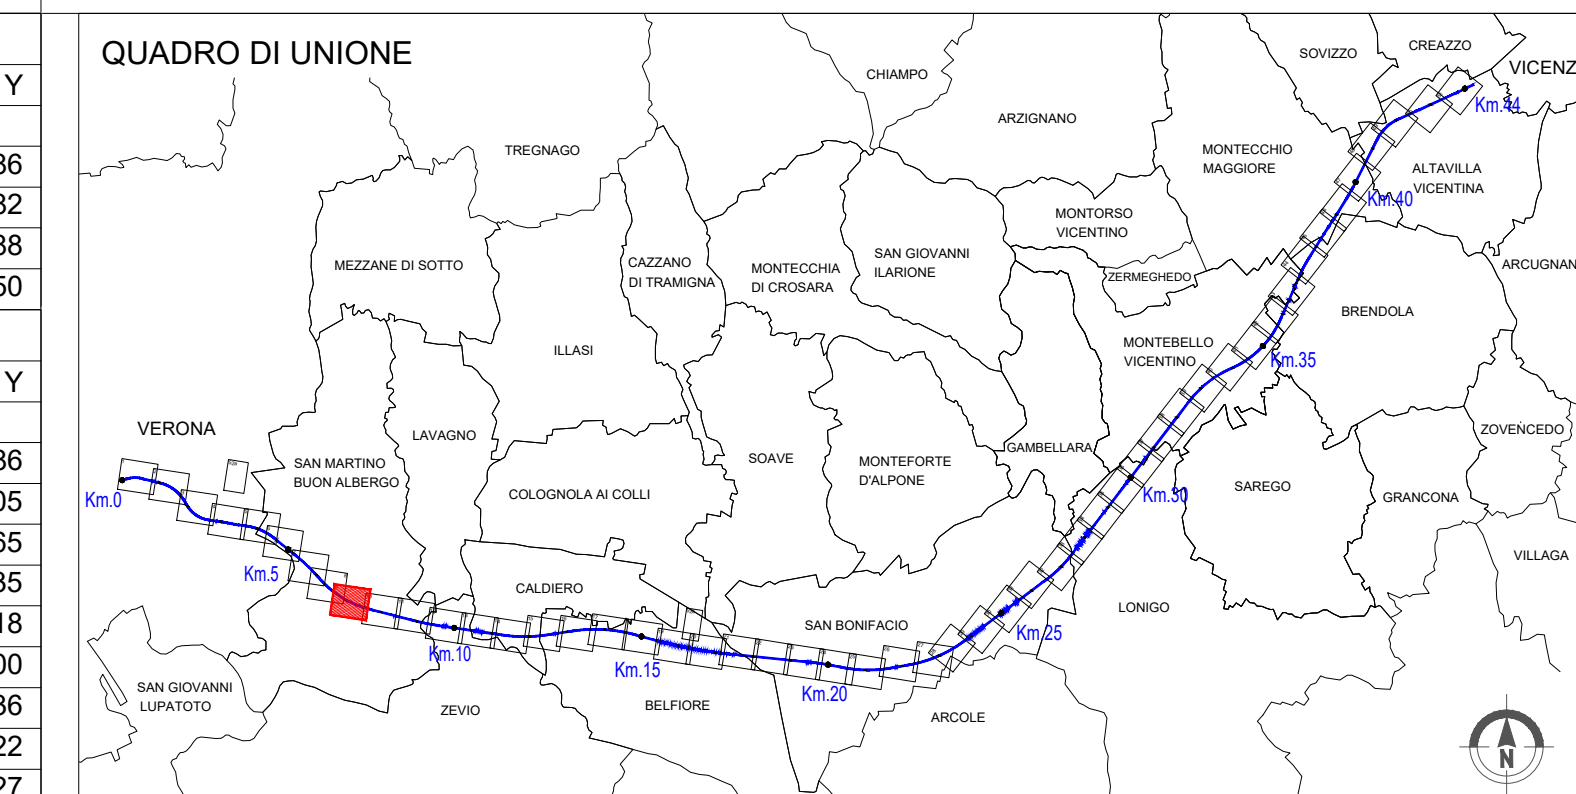 QUADRO DI UNIONE
Y
36
32
38
50
Y
36
05
65
35
18
00
36
22
27
CREAZZO
SOVIZZO
VICENZ
CHIAMPO
Km.44
ARZIGNANO
TREGNAGO
MONTECCHIO
MAGGIORE
ALTAVILLA
VICENTINA
Km.40
MONTORSO
VICENTINO
SAN GIOVANNI
ILARIONE
MEZZANE DI SOTTO
CAZZANO
DI TRAMIGNA
MONTECCHIA
DI CROSARA
ZERMEGHEDO
ARCUGNAN
BRENDOLA
ILLASI
MONTEBELLO
VICENTINO
Km.35
VERONA
LAVAGNO
ZOVENCEDO
GAMBELLARA
SOAVE
MONTEFORTE
D'ALPONE
SAN MARTINO
BUON ALBERGO
COLOGNOLA AI COLLI
SAREGO
GRANCONA
Km.0
Km.30
VILLAGA
Km.5
CALDIERO
LONIGO
SAN BONIFACIO
Km.25
Km.10
Km.15
Km.20
SAN GIOVANNI
LUPATOTO
ZEVIO
BELFIORE
ARCOLE
N